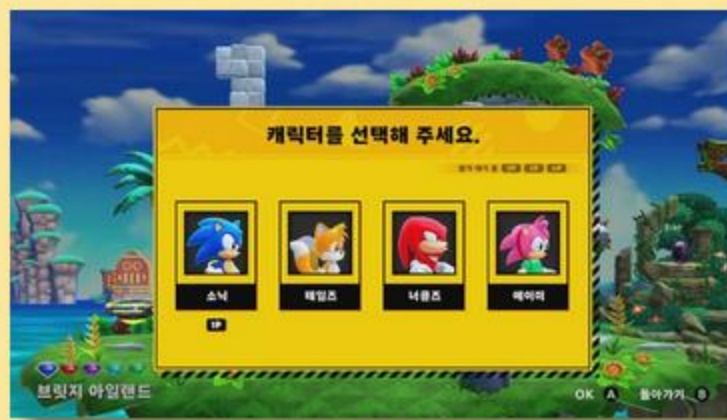 캐릭터를 선택해 주세요.
소닉
테일즈
너클즈
에이미
1P
브릿지 아일랜드
OK A 돌아가기 B